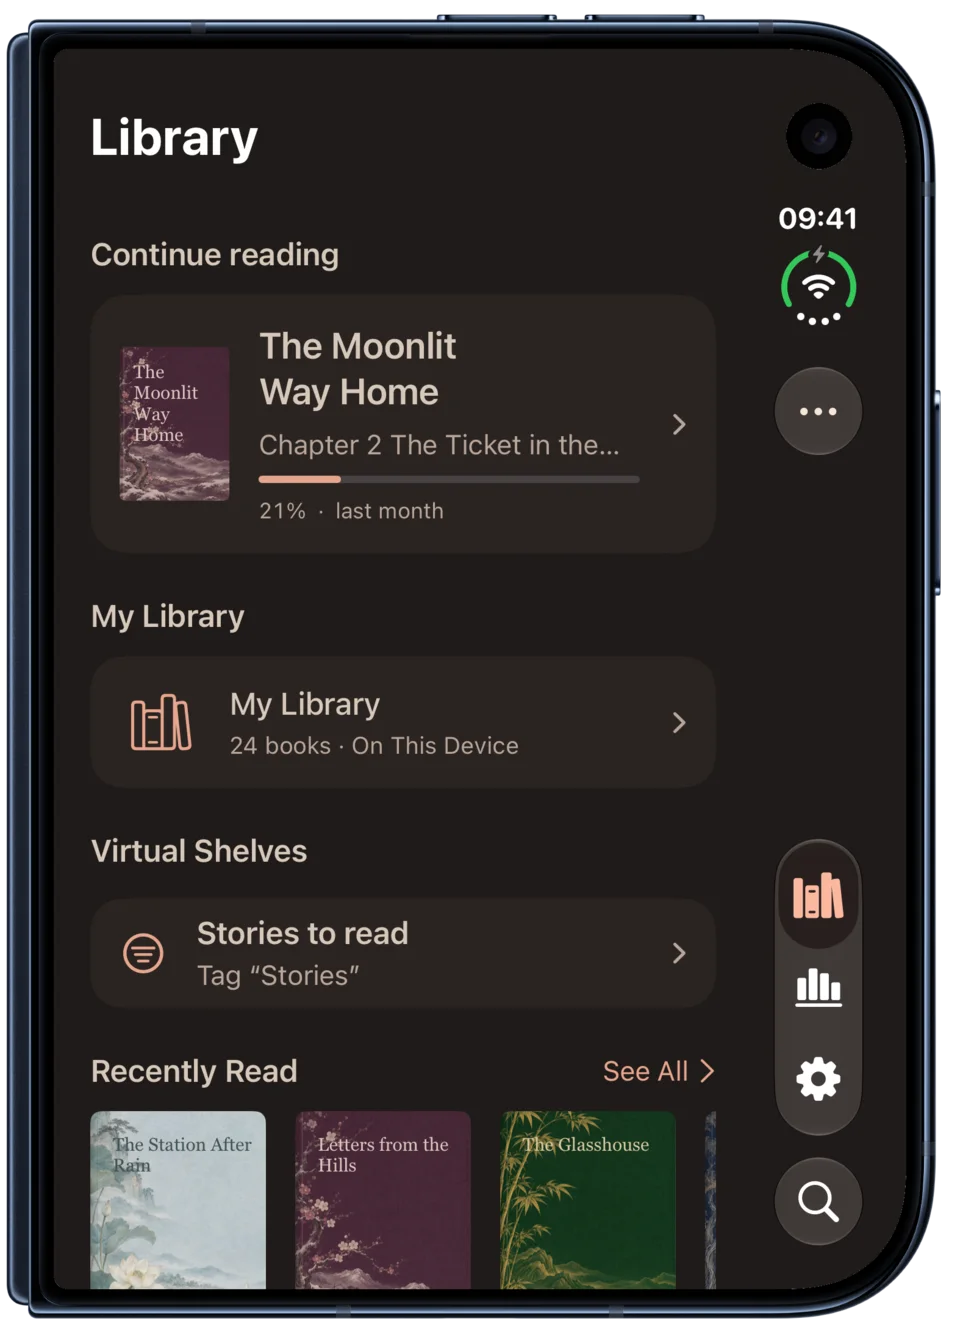 Library
09:41
Continue reading
The
Moonlit
Way
Home
The Moonlit
Way Home
Chapter 2 The Ticket in the...
21% · last month
My Library
My Library
24 books · On This Device
Virtual Shelves
Stories to read
Tag “Stories”
Recently Read
See All
The Station After
Rain
Letters from the
Hills
The Glasshouse